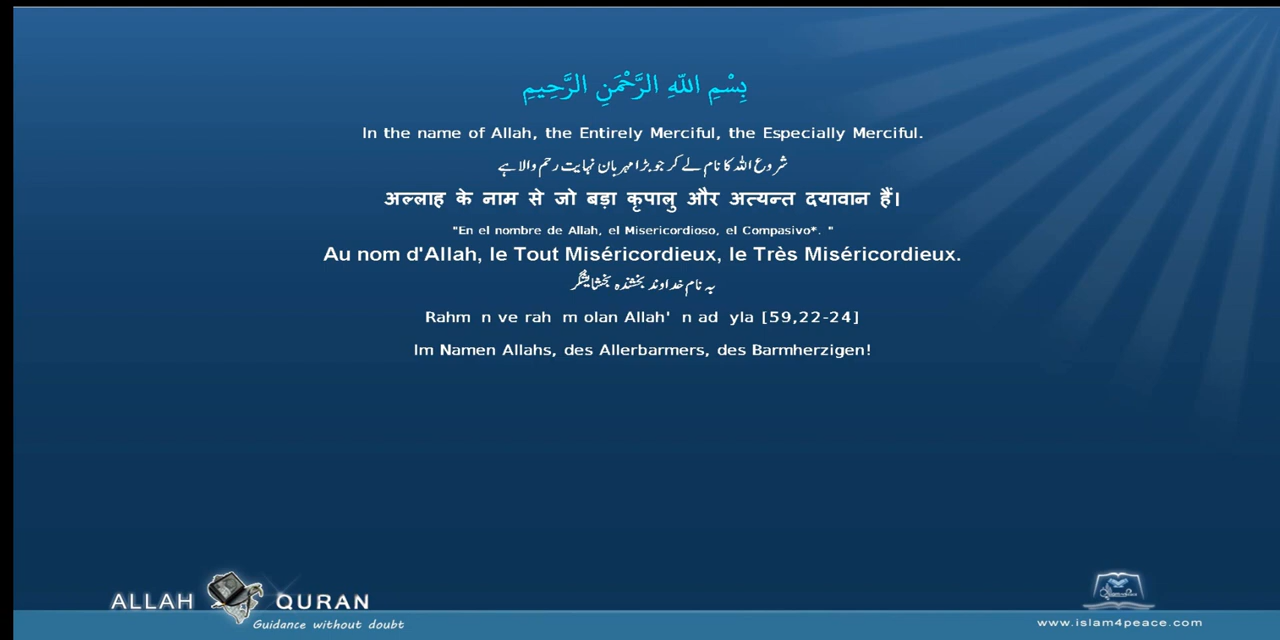 بِسْمِ اللَّهِ الرَّحْمَنِ الرَّحِيمِ
In the name of Allah, the Entirely Merciful, the Especially Merciful.
شروع الله کا نام لے کر جو بڑا مہربان نہایت رحم والا ہے
अल्लाह के नाम से जो बड़ा कृपालु और अत्यन्त दयावान हैं।
"En el nombre de Allah, el Misericordioso, el Compasivo*. "
Au nom d'Allah, le Tout Miséricordieux, le Très Miséricordieux.
به نام خداوند بخشنده بخشایشگر
Rahm n ve rah m olan Allah' n ad yla [59,22-24]
Im Namen Allahs, des Allerbarmers, des Barmherzigen!
ALLAH QURAN
Guidance without doubt
www.islam4peace.com